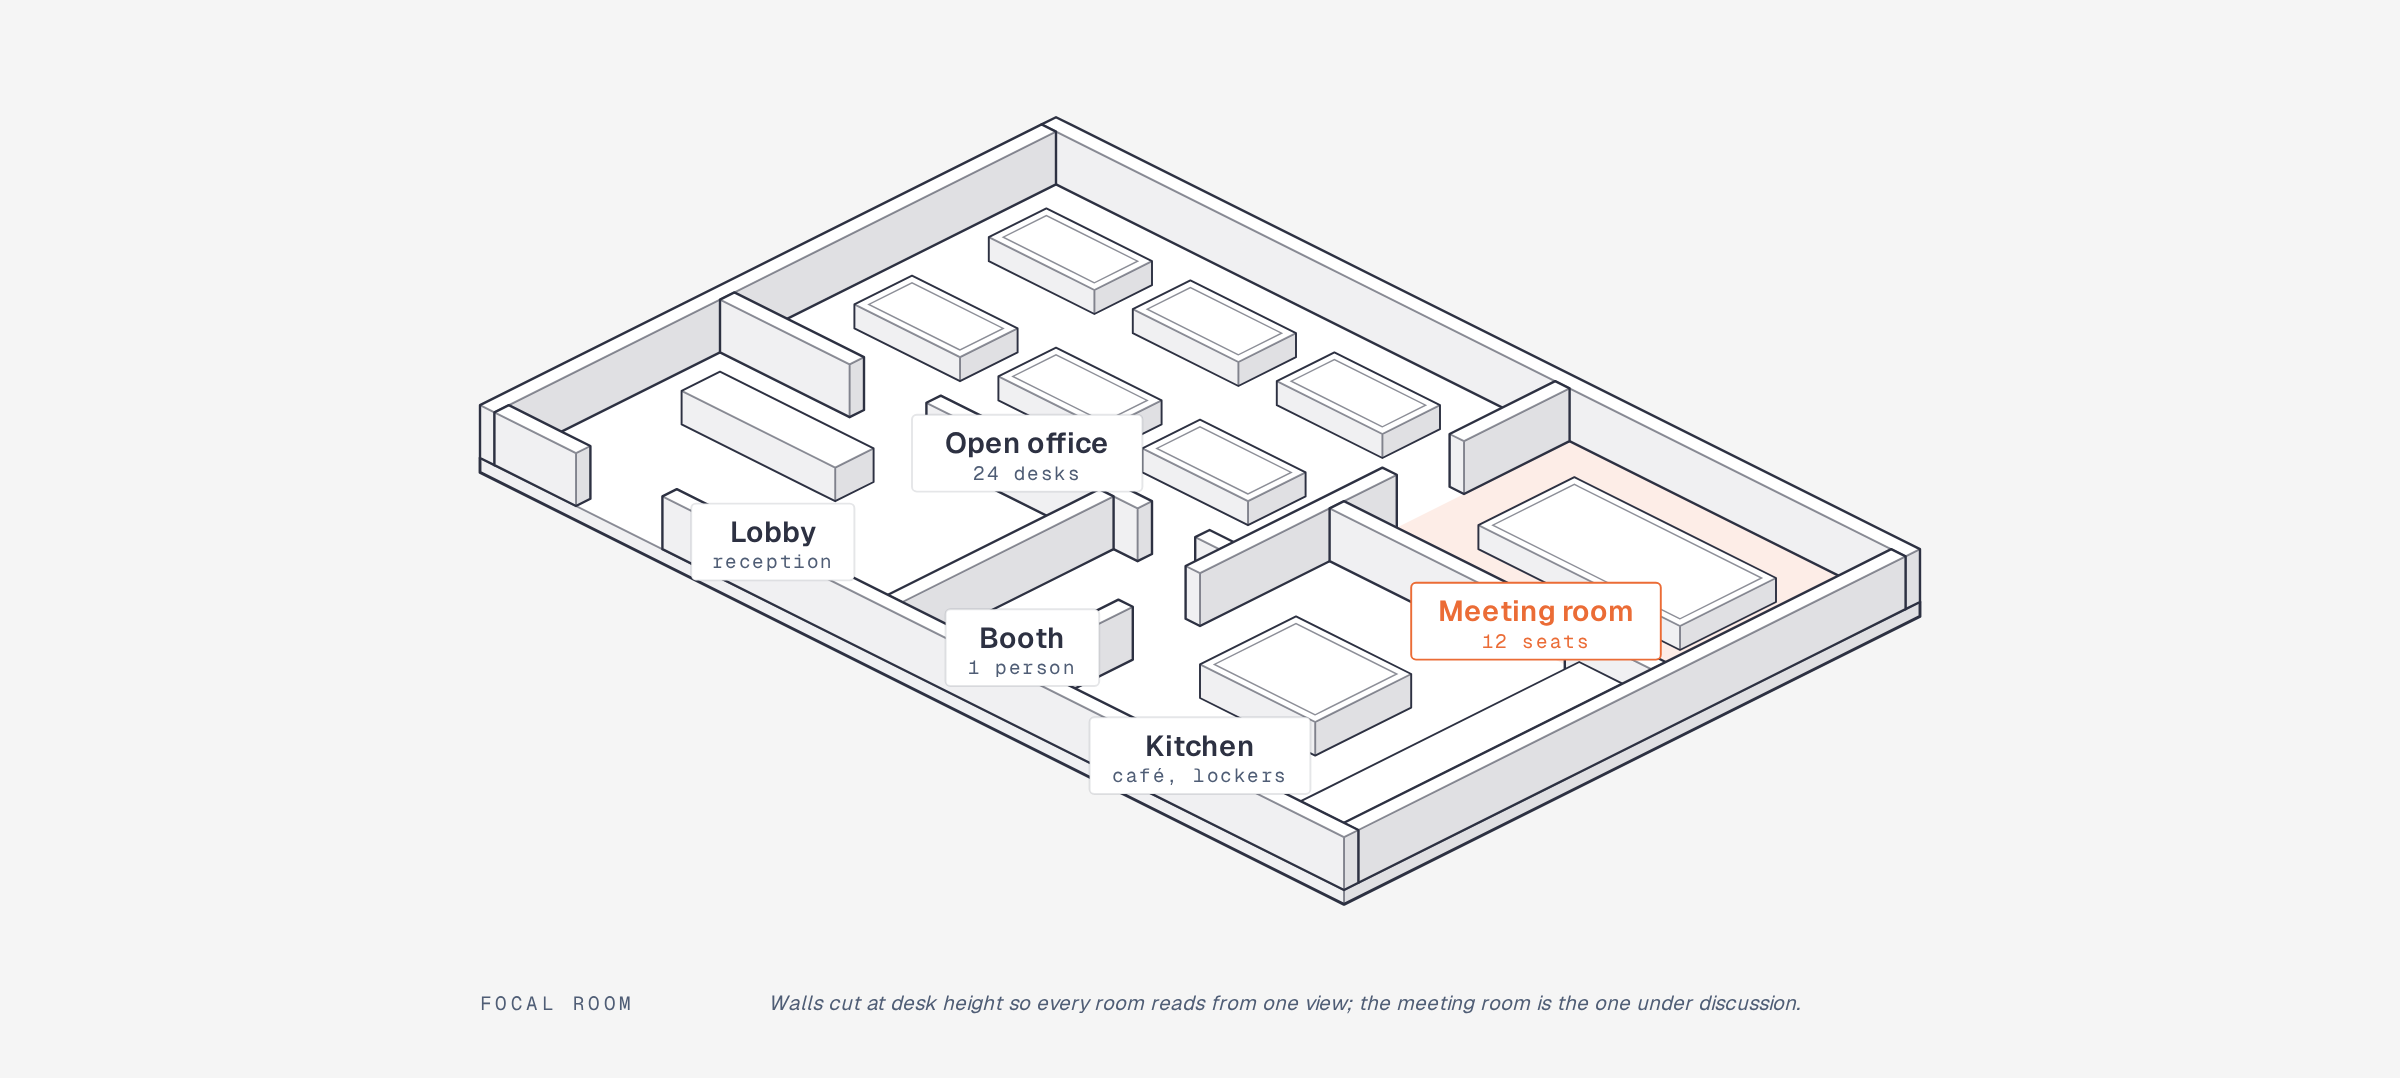 Open office
24 desks
Lobby
reception
Meeting room
12 seats
Booth
1 person
Kitchen
café, lockers
FOCAL ROOM
Walls cut at desk height so every room reads from one view; the meeting room is the one under discussion.